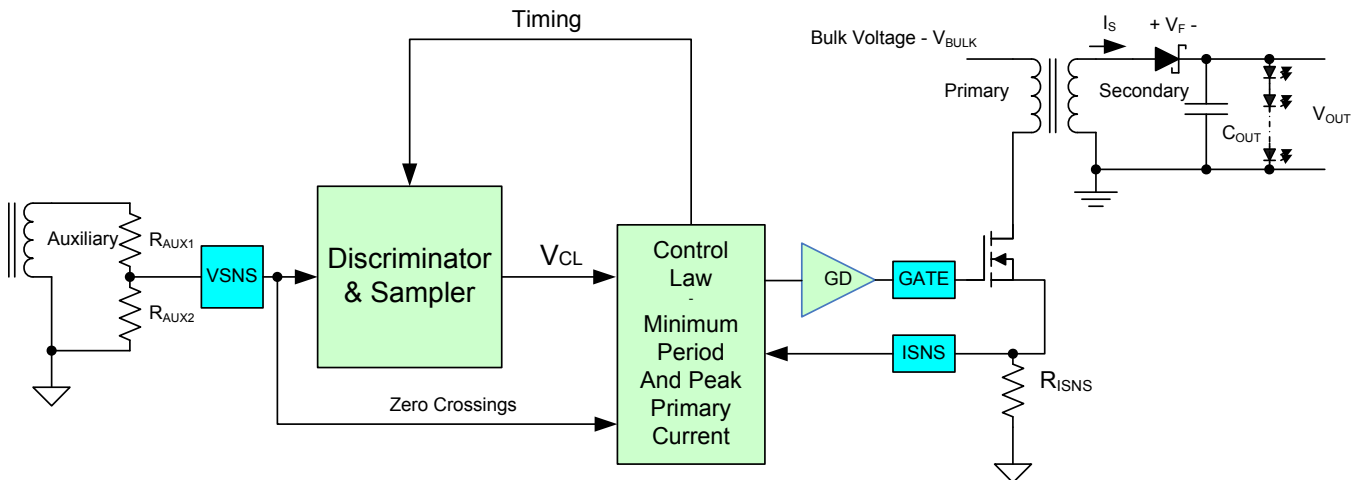 Timing
Bulk Voltage - VBULK
IS
+ VF -
Primary
Secondary
COUT
VOUT
Auxiliary
RAUX1
RAUX2
VSNS
Discriminator
& Sampler
VCL
Zero Crossings
Control
Law
-
Minimum
Period
And Peak
Primary
Current
GD
GATE
ISNS
RISNS